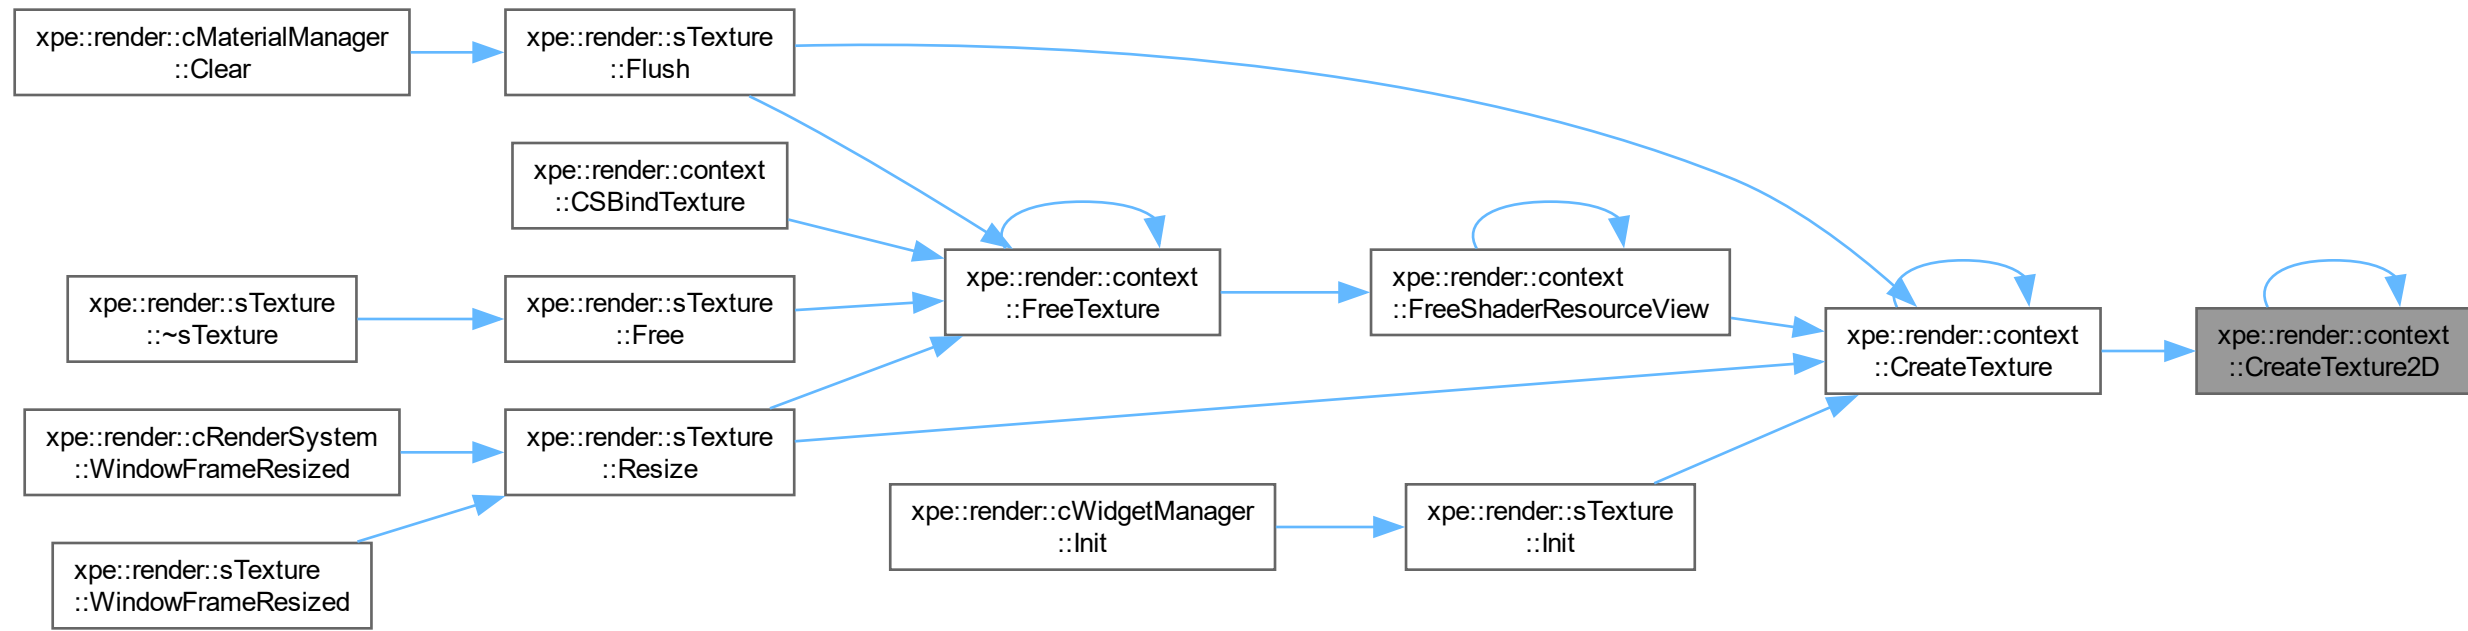 xpe::render::cMaterialManager
::Clear
xpe::render::sTexture
::Flush
xpe::render::context
::CSBindTexture
xpe::render::sTexture
::~sTexture
xpe::render::sTexture
::Free
xpe::render::context
::FreeTexture
xpe::render::context
::FreeShaderResourceView
xpe::render::context
::CreateTexture
xpe::render::context
::CreateTexture2D
xpe::render::cRenderSystem
::WindowFrameResized
xpe::render::sTexture
::Resize
xpe::render::cWidgetManager
::Init
xpe::render::sTexture
::Init
xpe::render::sTexture
::WindowFrameResized